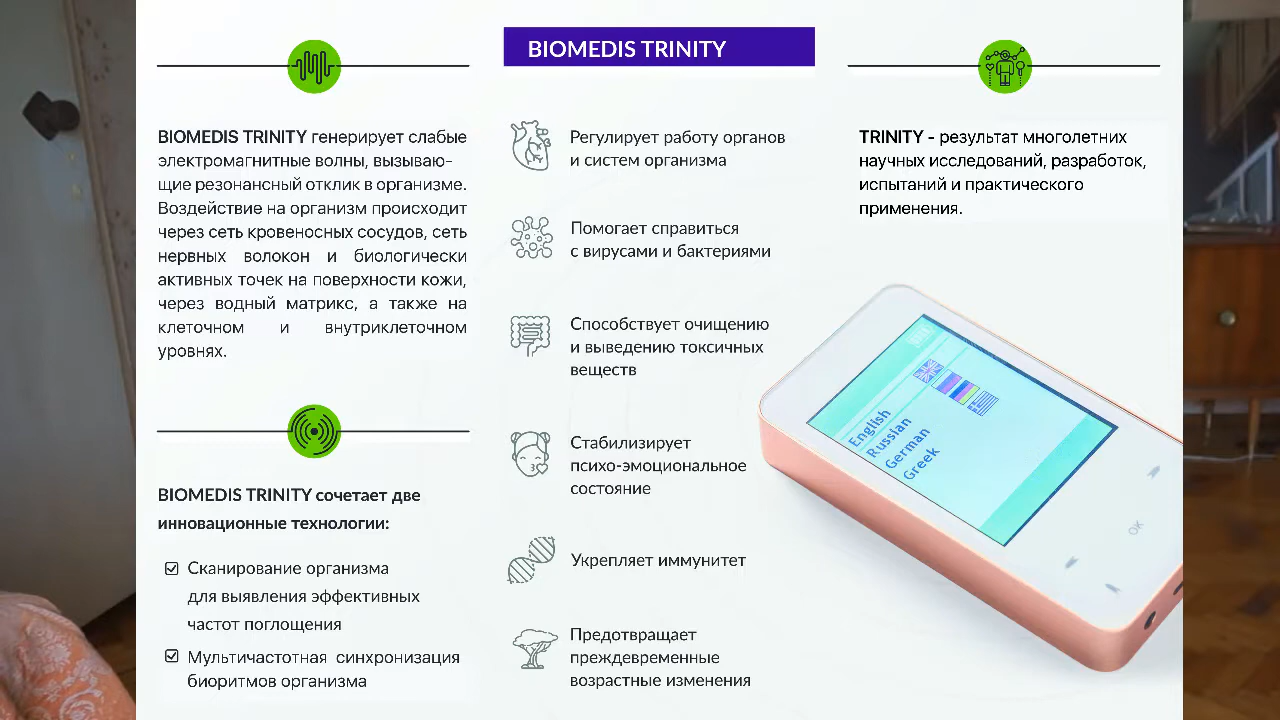 BIOMEDIS TRINITY
BIOMEDIS TRINITY генерирует слабые
электромагнитные волны, вызываю-
щие резонансный отклик в организме.
Воздействие на организм происходит
через сеть кровеносных сосудов, сеть
нервных волокон и биологически
активных точек на поверхности кожи,
через водный матрикс, а также на
клеточном и внутриклеточном
уровнях.
BIOMEDIS TRINITY сочетает две
инновационные технологии:
Сканирование организма
для выявления эффективных
частот поглощения
Мультичастотная синхронизация
биоритмов организма
Регулирует работу органов
и систем организма
Помогает справиться
с вирусами и бактериями
Способствует очищению
и выведению токсичных
веществ
Стабилизирует
психо-эмоциональное
состояние
Укрепляет иммунитет
Предотвращает
преждевременные
возрастные изменения
TRINITY - результат многолетних
научных исследований, разработок,
испытаний и практического
применения.
English
Russian
German
Greek
OK